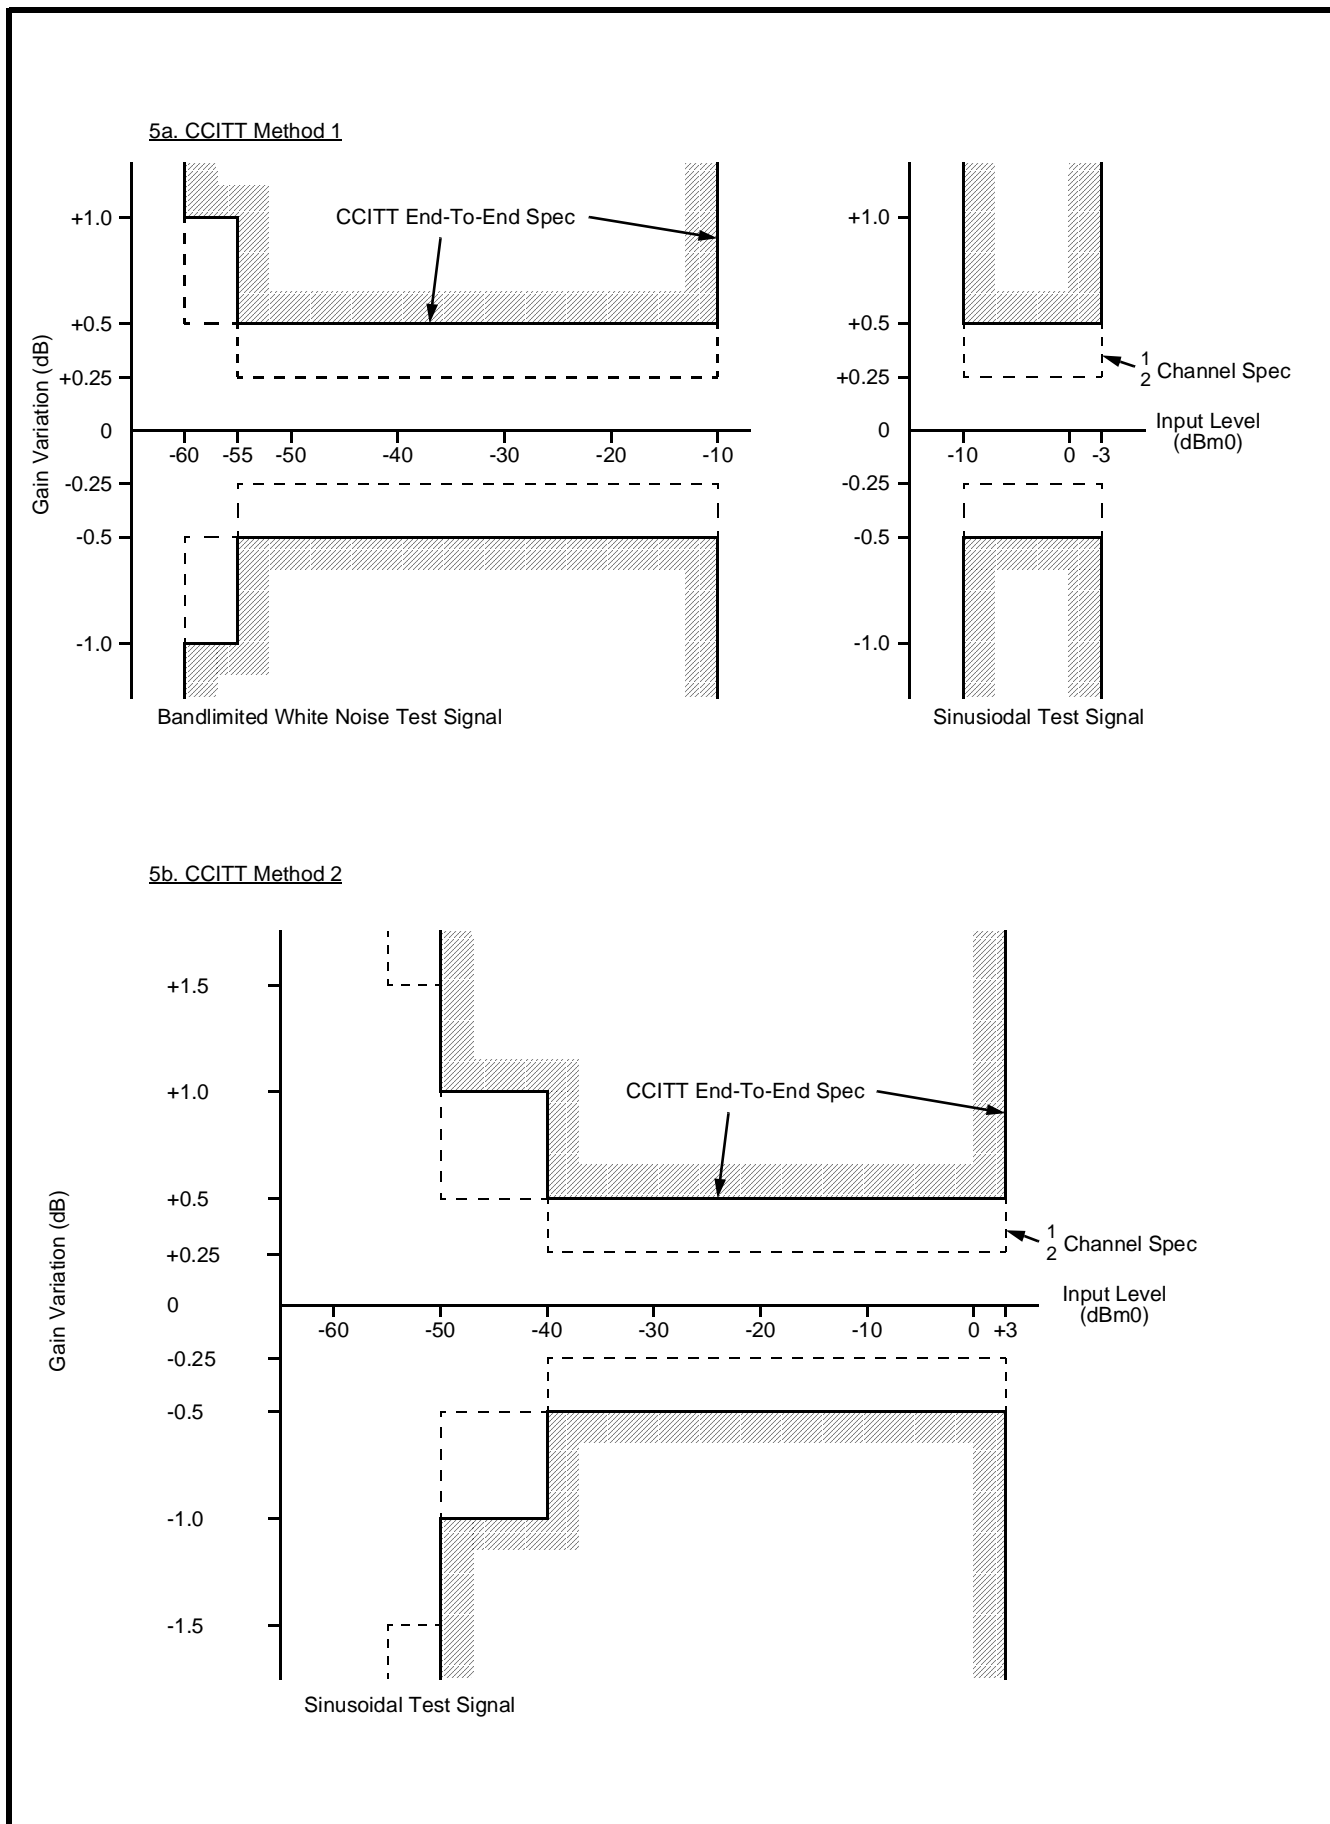 5a. CCITT Method 1
+1.0
+0.5
+0.25
0
-0.25
-0.5
-1.0
Gain Variation (dB)
CCITT End-To-End Spec
-60 -55 -50 -40 -30 -20 -10
Bandlimited White Noise Test Signal
+1.0
+0.5
+0.25
0
-0.25
-0.5
-1.0
1
2 Channel Spec
Input Level
(dBm0)
-10 0 -3
Sinusiodal Test Signal
5b. CCITT Method 2
+1.5
+1.0
+0.5
+0.25
0
-0.25
-0.5
-1.0
-1.5
Gain Variation (dB)
CCITT End-To-End Spec
1
2 Channel Spec
Input Level
(dBm0)
-60 -50 -40 -30 -20 -10 0 +3
Sinusoidal Test Signal